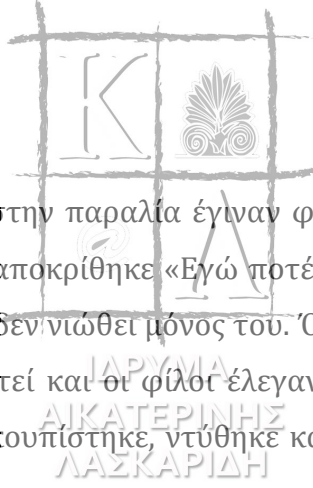 Κ
στην παραλία έγιναν φ
αποκρίθηκε «Εγώ ποτέ
Λ
δεν νιώθει μόνος του. Ό
τεί και οι φίλοι έλεγαν
κουπίστηκε, ντύθηκε κα
ΙΔΡΥΜΑ
ΑΙΚΑΤΕΡΙΝΗΣ
ΛΑΣΚΑΡΙΔΗ